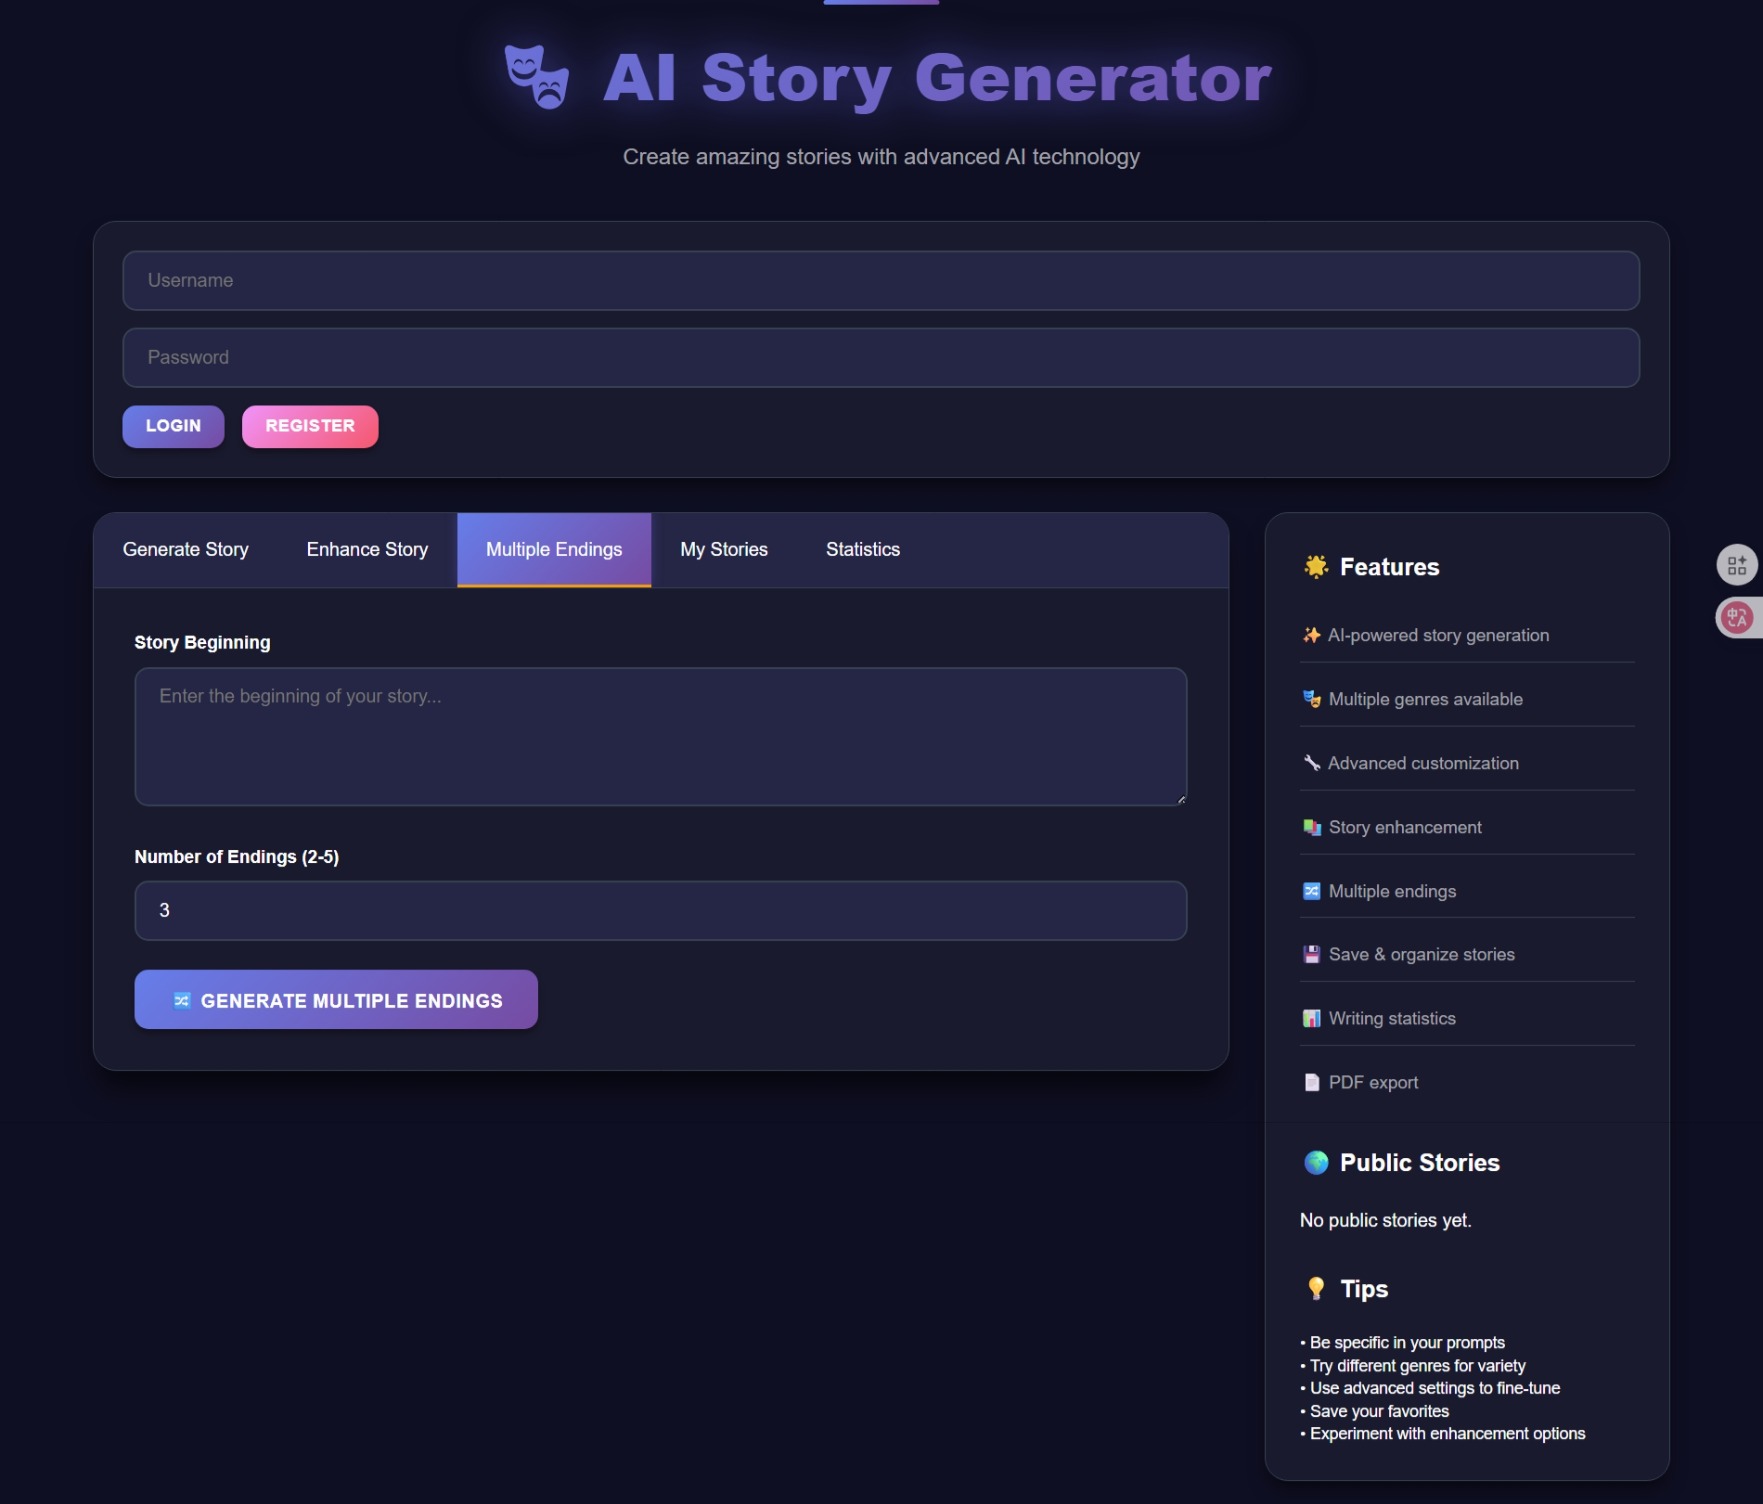 AI Story Generator
Create amazing stories with advanced AI technology
Username
Password
LOGIN
REGISTER
Generate Story
Enhance Story
Multiple Endings
My Stories
Statistics
Story Beginning
Enter the beginning of your story...
Number of Endings (2-5)
3
GENERATE MULTIPLE ENDINGS
Features
AI-powered story generation
Multiple genres available
Advanced customization
Story enhancement
Multiple endings
Save & organize stories
Writing statistics
PDF export
Public Stories
No public stories yet.
Tips
• Be specific in your prompts
• Try different genres for variety
• Use advanced settings to fine-tune
• Save your favorites
• Experiment with enhancement options
中A